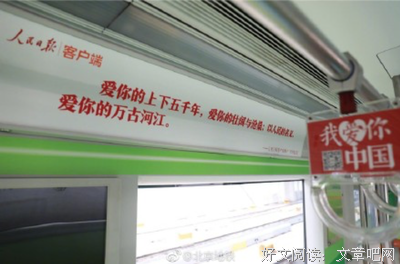 人民日报 客户端
爱你的上下五千年，爱你的壮阔与边疆；以人民的名义
爱你的万古河江。
我爱你
中国
@北京地铁
好文阅读，文章吧网